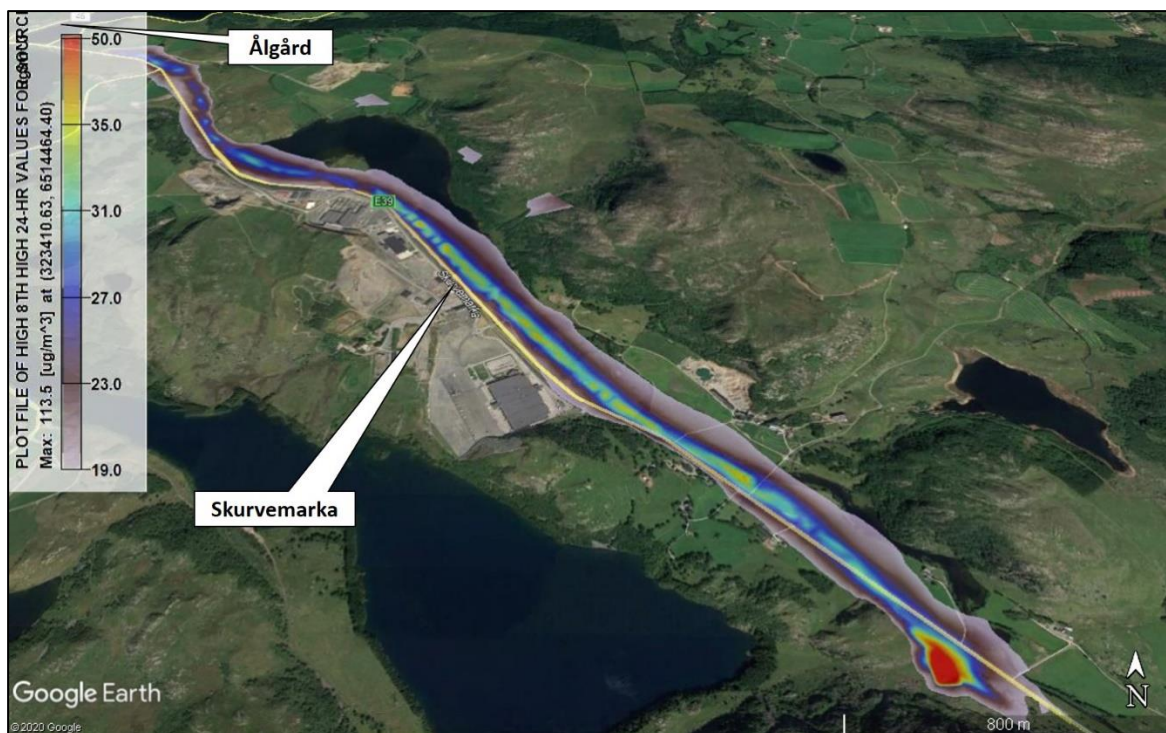 Ålgård
PLOT FILE OF HIGH 8TH HIGH 24-HR VALUES FOR SOURC
Max: 113.5 [ug/m^3] at (323410.63, 6514464.40)
50.0
35.0
31.0
27.0
23.0
19.0
E39
Skurvemarka
Google Earth
© 2020 Google
N
800 m